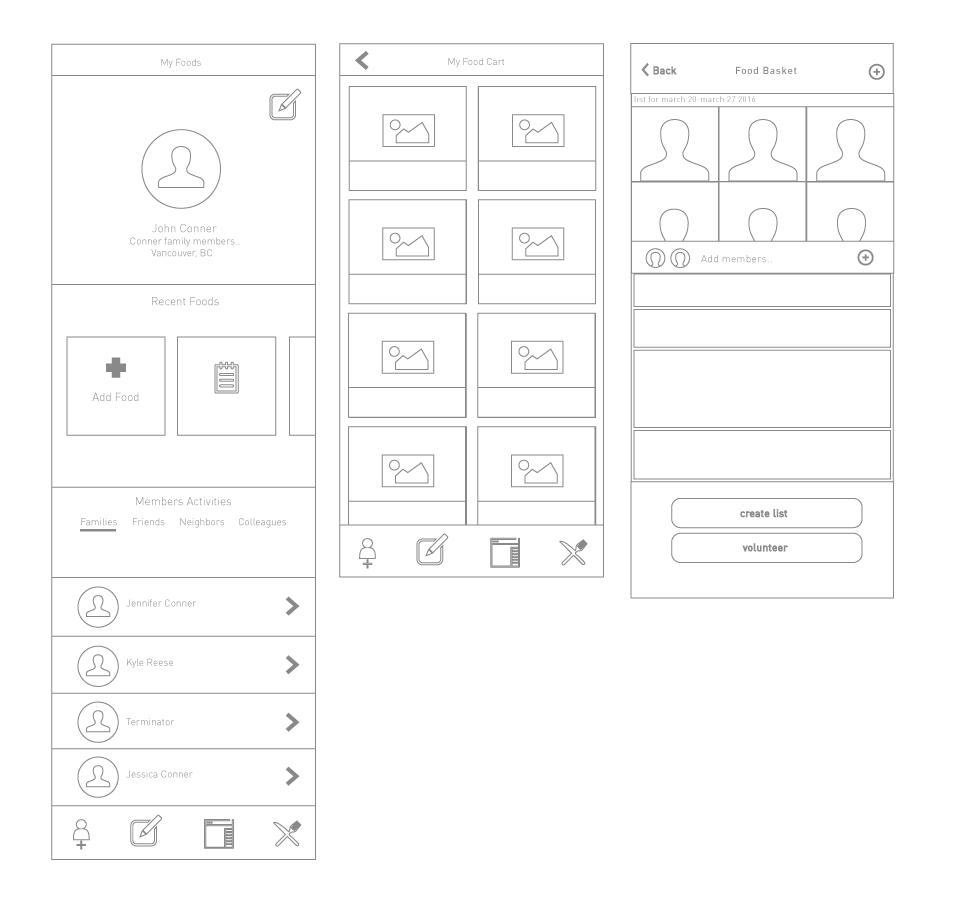 My Foods
John Conner
Conner family members..
Vancouver, BC
Recent Foods
Add Food
Members Activities
Families Friends Neighbors Colleagues
Jennifer Conner
Kyle Reese
Terminator
Jessica Conner
My Food Cart
Back Food Basket
list for march 20-march 27 2016
Add members..
create list
volunteer